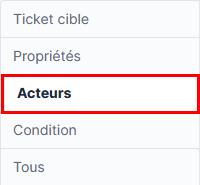 Ticket cible
Propriétés
Acteurs
Condition
Tous